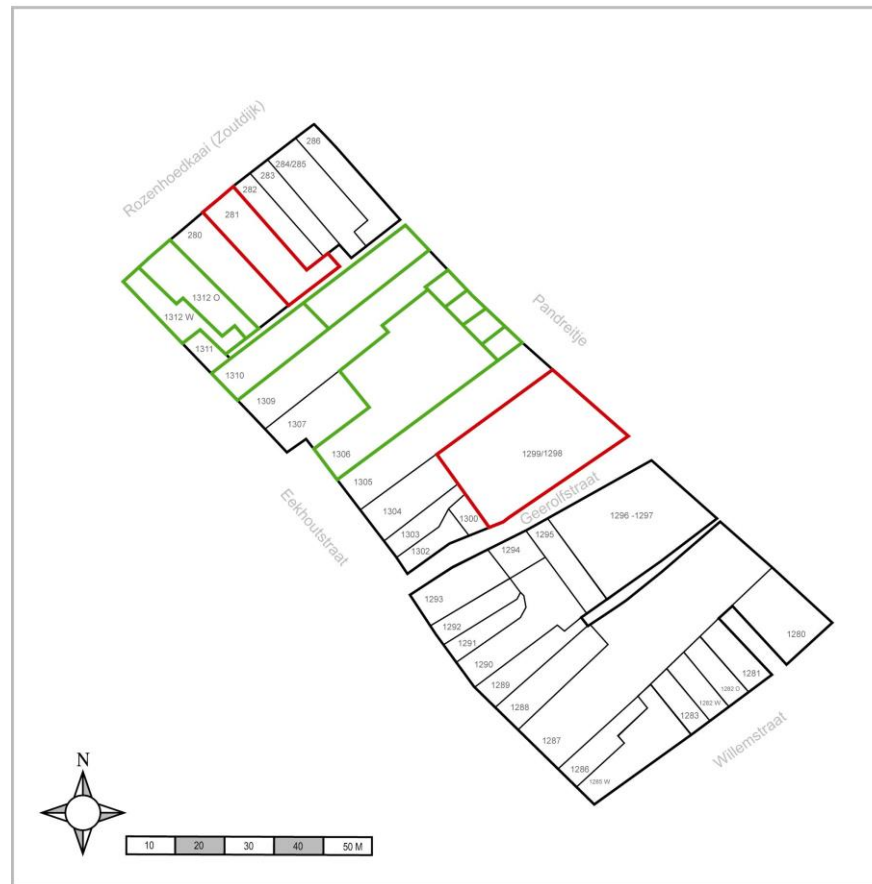 Rozenhoedkaai (Zoutdijk)
286
284/285
283
282
281
280
1312 O
1312 W
1311
1310
1309
1307
1306
Pandreitje
1305
1304
1303
1302
1300
1299/1298
Eekhoutstraat
Geerolfstraat
1296 -1297
1295
1294
1293
1292
1291
1290
1289
1288
1287
1286
1285 W
1283
1282 W
1282 O
1281
1280
Willemstraat
N
10 20 30 40 50 M